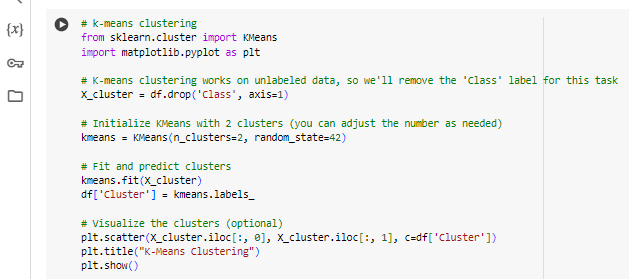 {x}
# k-means clustering
from sklearn.cluster import KMeans
import matplotlib.pyplot as plt
# K-means clustering works on unlabeled data, so we'll remove the 'Class' label for this task
X_cluster = df.drop('Class', axis=1)
# Initialize KMeans with 2 clusters (you can adjust the number as needed)
kmeans = KMeans(n_clusters=2, random_state=42)
# Fit and predict clusters
kmeans.fit(X_cluster)
df['Cluster'] = kmeans.labels_
# Visualize the clusters (optional)
plt.scatter(X_cluster.iloc[:, 0], X_cluster.iloc[:, 1], c=df['Cluster'])
plt.title("K-Means Clustering")
plt.show()